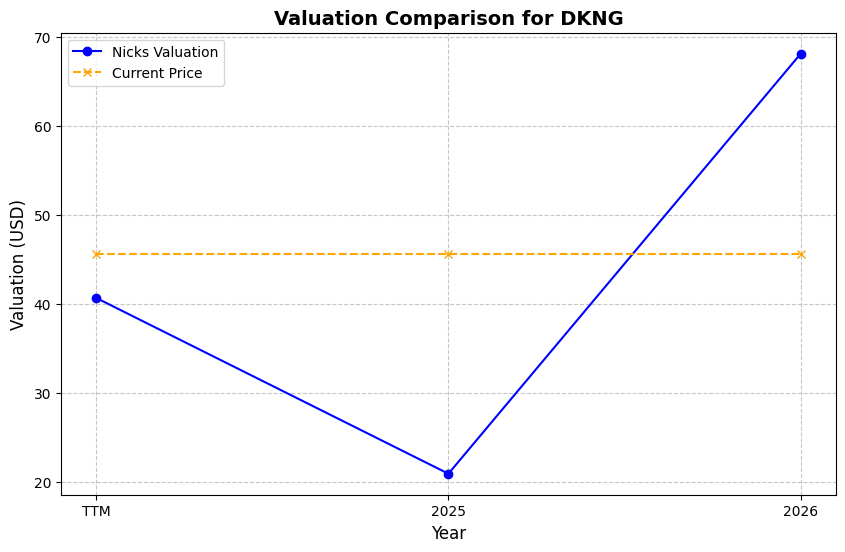 Valuation Comparison for DKNG
Nicks Valuation
Current Price
Valuation (USD)
70
60
50
40
30
20
TTM
2025
2026
Year